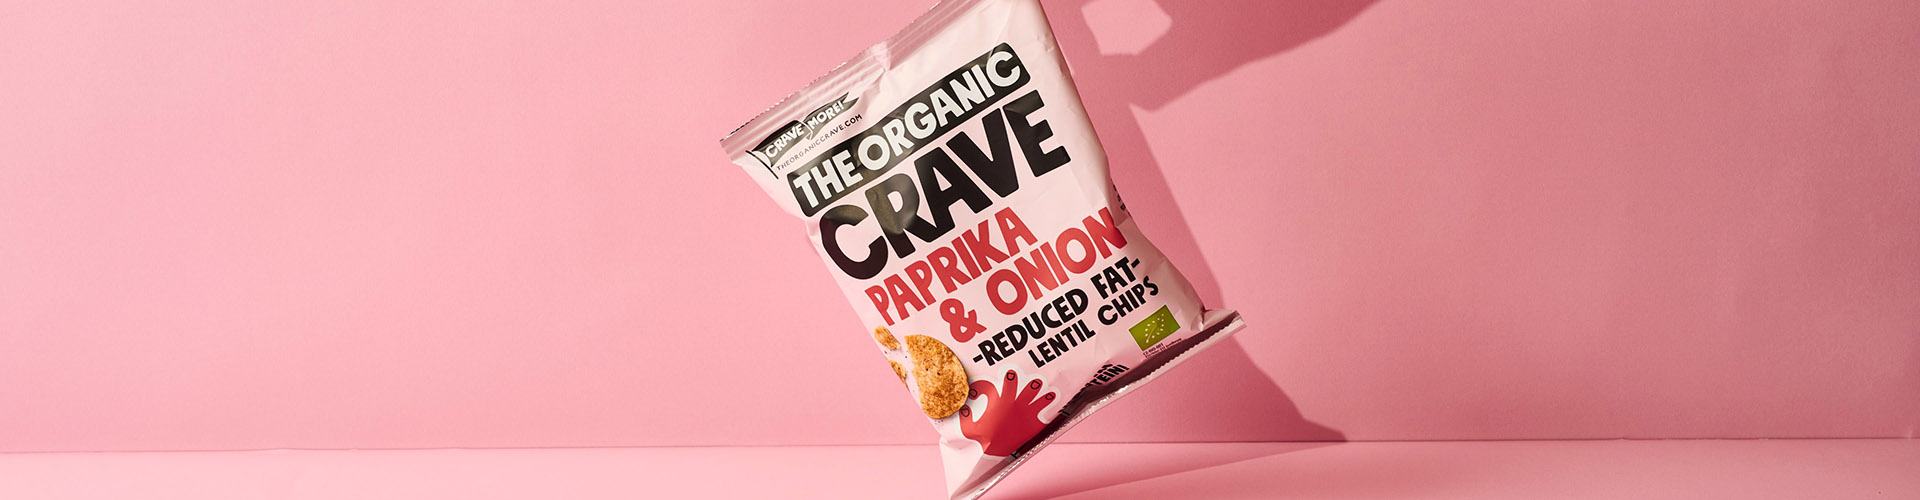 CRAVE MORE!
THEORGANICCRAVE.COM
THE ORGANIC
CRAVE
PAPRIKA
& ONION
-REDUCED FAT-
LENTIL CHIPS